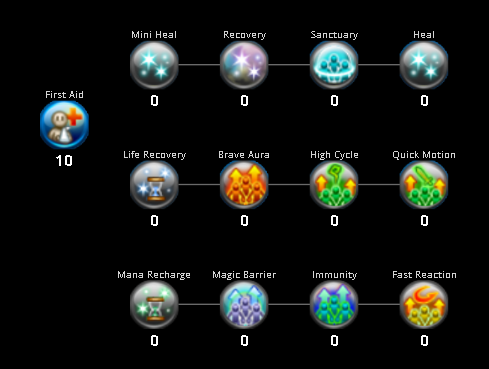 Mini Heal Recovery Sanctuary Heal
0 0 0 0
First Aid
10
Life Recovery Brave Aura High Cycle Quick Motion
0 0 0 0
Mana Recharge Magic Barrier Immunity Fast Reaction
0 0 0 0